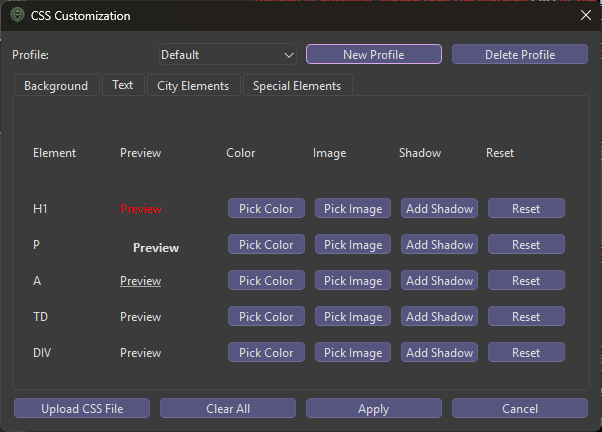 CSS Customization
Profile: Default New Profile Delete Profile
Background Text City Elements Special Elements
Element Preview Color Image Shadow Reset
H1 Preview Pick Color Pick Image Add Shadow Reset
P Preview Pick Color Pick Image Add Shadow Reset
A Preview Pick Color Pick Image Add Shadow Reset
TD Preview Pick Color Pick Image Add Shadow Reset
DIV Preview Pick Color Pick Image Add Shadow Reset
Upload CSS File Clear All Apply Cancel